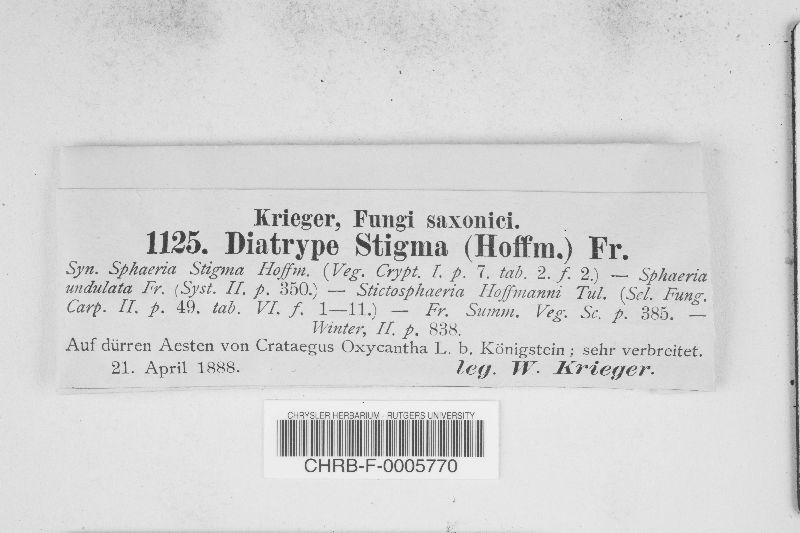 Krieger, Fungi saxonici.
1125. Diatrype Stigma (Hoffm.) Fr.
Syn. Sphaeria Stigma Hoffm. (Veg. Crypt. I. p. 7. tab. 2. f. 2.) — Sphaeria
undulata Fr. (Syst. II. p. 350.) — Stictosphaeria Hoffmanni Tul. (Sel. Fung.
Carp. II. p. 49. tab. VI. f. 1—11.) — Fr. Summ. Veg. Sc. p. 385. —
Winter, II. p. 838.
Auf dürren Aesten von Crataegus Oxycantha L. b. Königstein; sehr verbreitet.
21. April 1888. leg. W. Krieger.
CHRYSLER HERBARIUM - RUTGERS UNIVERSITY
CHRB-F-0005770